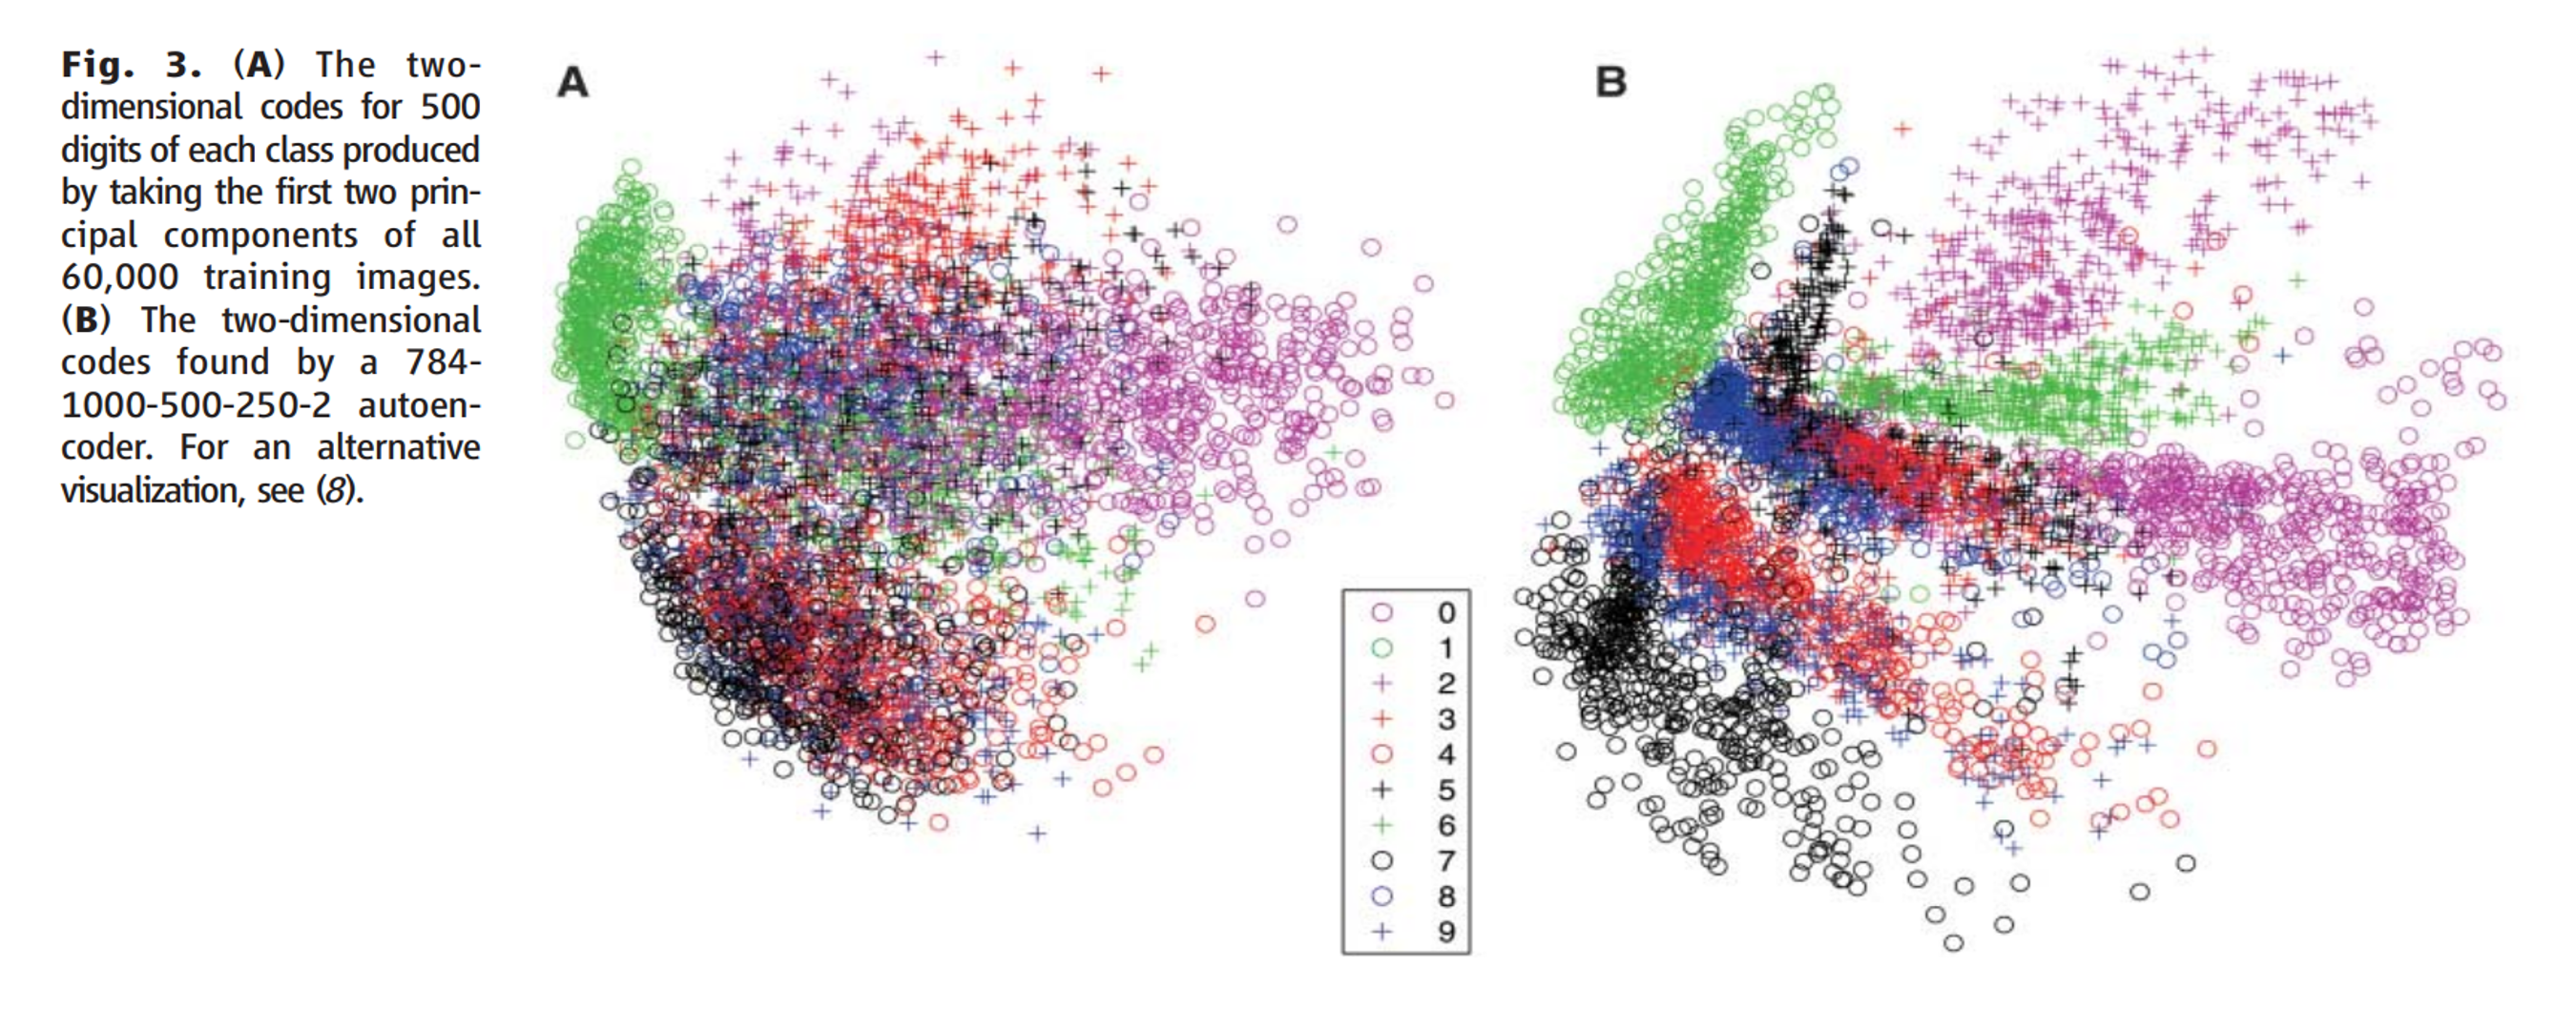 Fig. 3. (A) The two-
dimensional codes for 500
digits of each class produced
by taking the first two prin-
cipal components of all
60,000 training images.
(B) The two-dimensional
codes found by a 784-
1000-500-250-2 autoen-
coder. For an alternative
visualization, see (8).
A
B
0
1
2
3
4
5
6
7
8
9